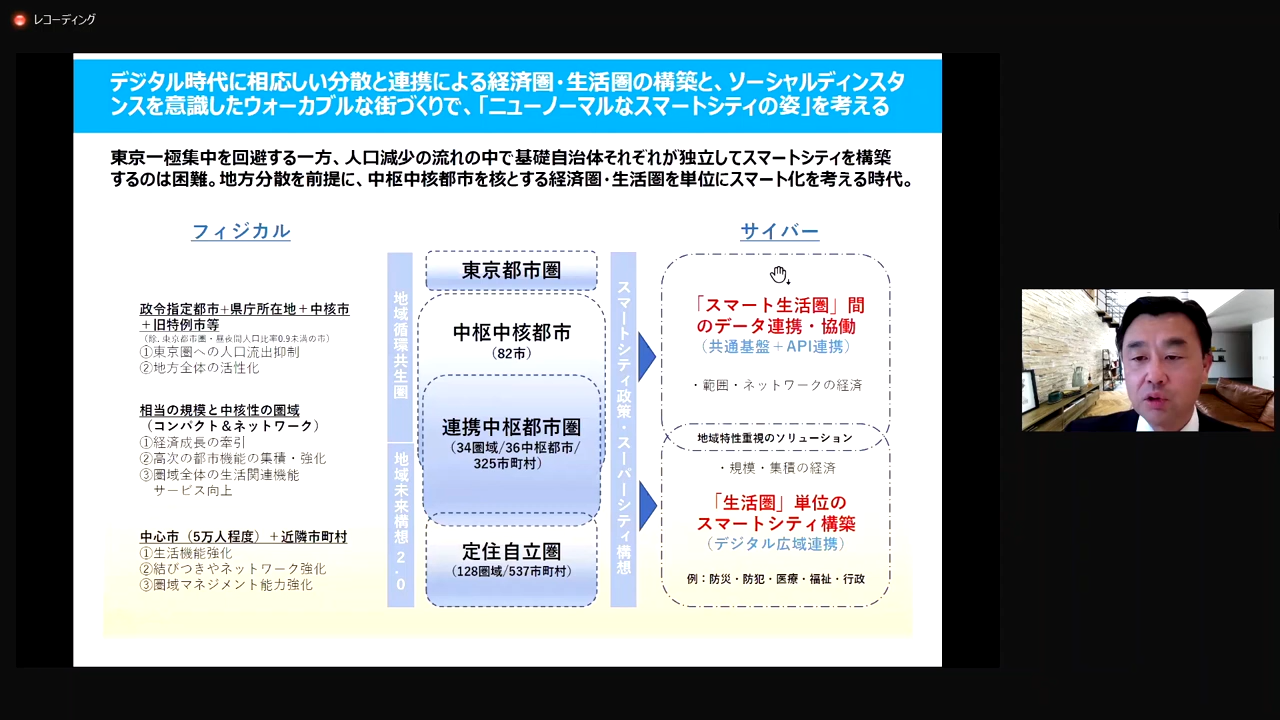 レコーディング
デジタル時代に相応しい分散と連携による経済圏・生活圏の構築と、ソーシャルディンスタ
ンスを意識したウォーカブルな街づくりで、「ニューノーマルなスマートシティの姿」を考える
東京一極集中を回避する一方、人口減少の流れの中で基礎自治体それぞれが独立してスマートシティを構築
するのは困難。地方分散を前提に、中枢中核都市を核とする経済圏・生活圏を単位にスマート化を考える時代。
フィジカル
政令指定都市＋県庁所在地＋中核市
＋旧特例市等
（除、東京都市圏・昼夜間人口比率0.9未満の市）
①東京圏への人口流出抑制
②地方全体の活性化
相当の規模と中核性の圏域
（コンパクト＆ネットワーク）
①経済成長の牽引
②高次の都市機能の集積・強化
③圏域全体の生活関連機能
サービス向上
中心市（5万人程度）＋近隣市町村
①生活機能強化
②結びつきやネットワーク強化
③圏域マネジメント能力強化
地域循環共生圏
地域未来構想2.0
東京都市圏
中枢中核都市
（82市）
連携中枢都市圏
（34圏域/36中枢都市/
325市町村）
定住自立圏
（128圏域/537市町村）
スマートシティ政策・スーパーシティ構想
サイバー
「スマート生活圏」間
のデータ連携・協働
（共通基盤＋API連携）
・範囲・ネットワークの経済
地域特性重視のソリューション
・規模・集積の経済
「生活圏」単位の
スマートシティ構築
（デジタル広域連携）
例：防災・防犯・医療・福祉・行政